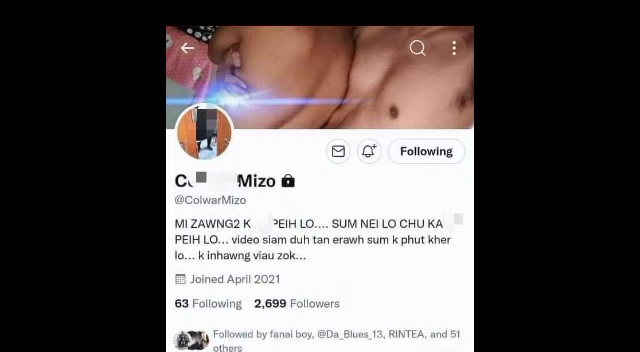 Following
Mizo
@ColwarMizo
MI ZAWNG2 K PEIH LO.... SUM NEI LO CHU KA
PEIH LO... video siam duh tan erawh sum k phut kher
lo... k inhawng viau zok...
Joined April 2021
63 Following 2,699 Followers
Followed by fanai boy, @Da_Blues_13, RINTEA, and 51
others